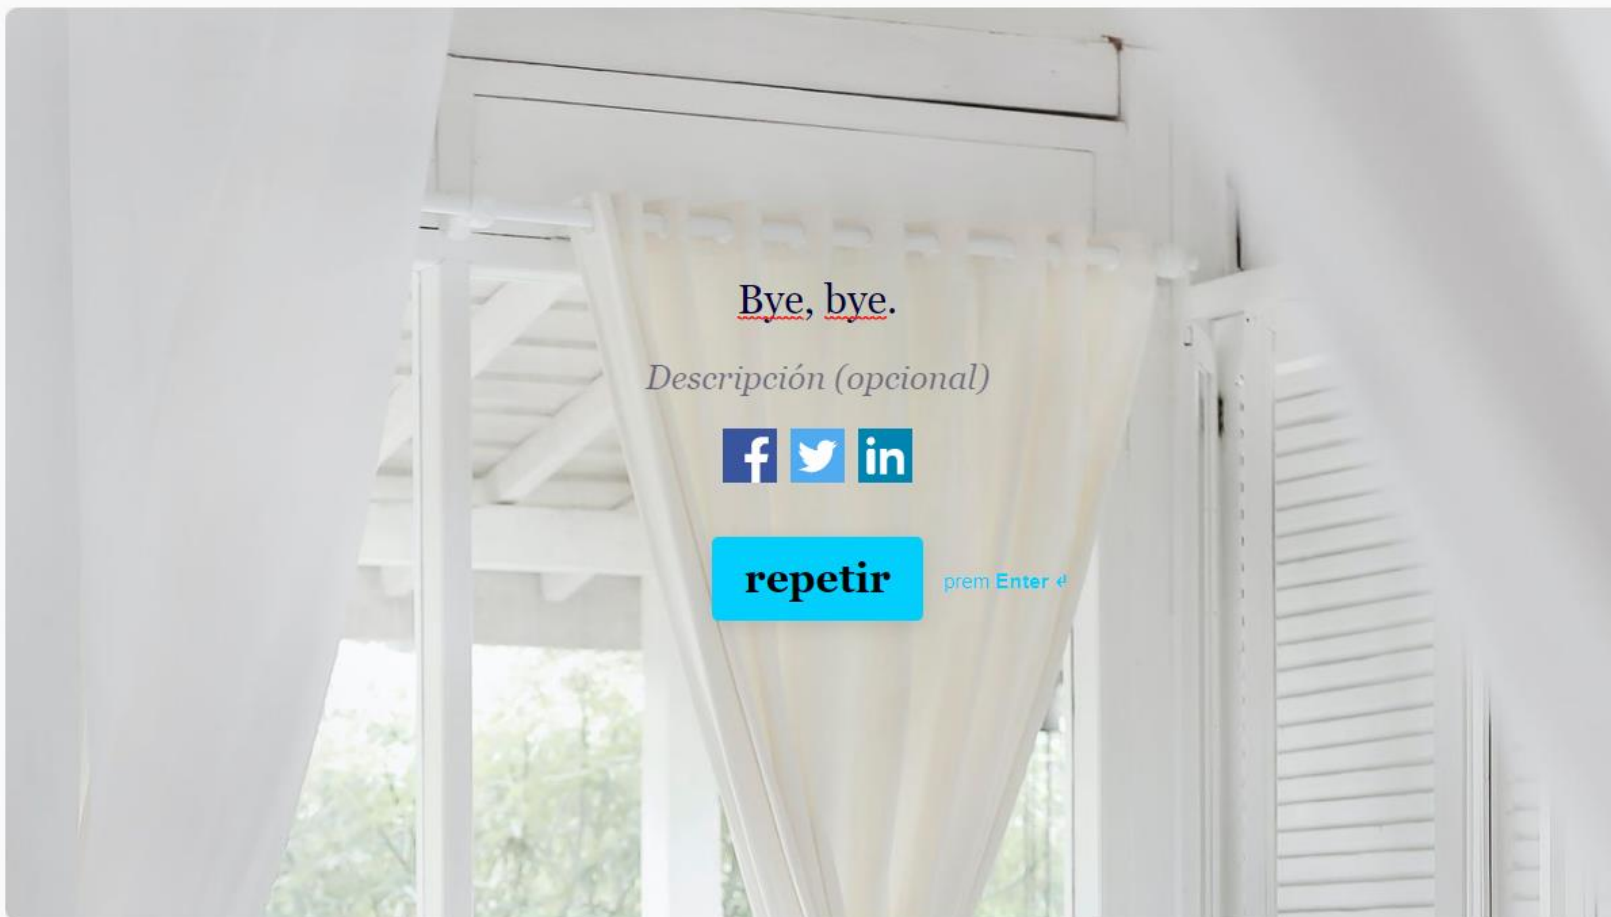 Bye, bye.
Descripción (opcional)
repetir
prem Enter ↵